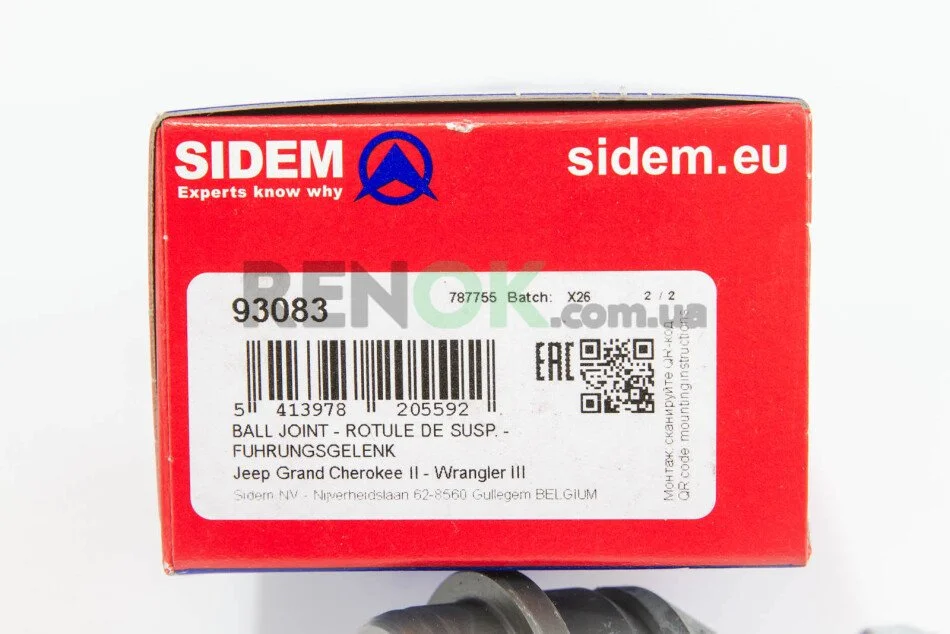 SIDEM
Experts know why
sidem.eu
RENOK.com.ua
93083
787755 Batch: X26 2 / 2
EAC
5 413978 205592
BALL JOINT - ROTULE DE SUSP. -
FUHRUNGSGELENK
Jeep Grand Cherokee II - Wrangler III
Sidem NV - Nijverheidslaan 62-8560 Gullegem BELGIUM
Монтаж: сканируйте QR-код
QR code: mounting instructions